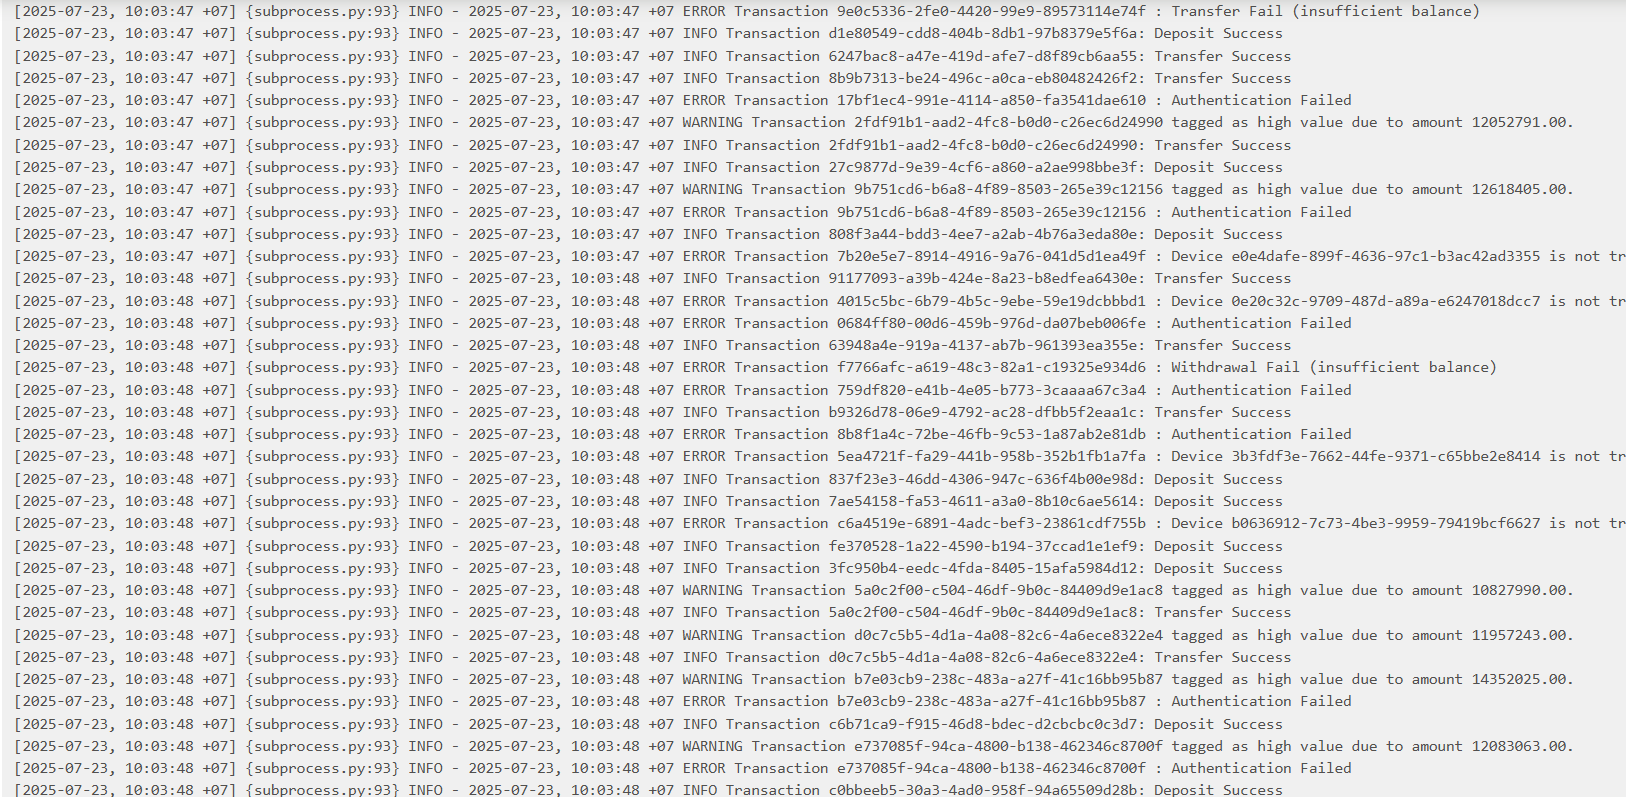 [2025-07-23, 10:03:47 +07] {subprocess.py:93} INFO - 2025-07-23, 10:03:47 +07 ERROR Transaction 9e0c5336-2fe0-4420-99e9-89573114e74f : Transfer Fail (insufficient balance)
[2025-07-23, 10:03:47 +07] {subprocess.py:93} INFO - 2025-07-23, 10:03:47 +07 INFO Transaction d1e80549-cdd8-404b-8db1-97b8379e5f6a: Deposit Success
[2025-07-23, 10:03:47 +07] {subprocess.py:93} INFO - 2025-07-23, 10:03:47 +07 INFO Transaction 6247bac8-a47e-419d-afe7-d8f89cb6aa55: Transfer Success
[2025-07-23, 10:03:47 +07] {subprocess.py:93} INFO - 2025-07-23, 10:03:47 +07 INFO Transaction 8b9b7313-be24-496c-a0ca-eb80482426f2: Transfer Success
[2025-07-23, 10:03:47 +07] {subprocess.py:93} INFO - 2025-07-23, 10:03:47 +07 ERROR Transaction 17bf1ec4-991e-4114-a850-fa3541dae610 : Authentication Failed
[2025-07-23, 10:03:47 +07] {subprocess.py:93} INFO - 2025-07-23, 10:03:47 +07 WARNING Transaction 2fdf91b1-aad2-4fc8-b0d0-c26ec6d24990 tagged as high value due to amount 12052791.00.
[2025-07-23, 10:03:47 +07] {subprocess.py:93} INFO - 2025-07-23, 10:03:47 +07 INFO Transaction 2fdf91b1-aad2-4fc8-b0d0-c26ec6d24990: Transfer Success
[2025-07-23, 10:03:47 +07] {subprocess.py:93} INFO - 2025-07-23, 10:03:47 +07 INFO Transaction 27c9877d-9e39-4cf6-a860-a2ae998bbe3f: Deposit Success
[2025-07-23, 10:03:47 +07] {subprocess.py:93} INFO - 2025-07-23, 10:03:47 +07 WARNING Transaction 9b751cd6-b6a8-4f89-8503-265e39c12156 tagged as high value due to amount 12618405.00.
[2025-07-23, 10:03:47 +07] {subprocess.py:93} INFO - 2025-07-23, 10:03:47 +07 ERROR Transaction 9b751cd6-b6a8-4f89-8503-265e39c12156 : Authentication Failed
[2025-07-23, 10:03:47 +07] {subprocess.py:93} INFO - 2025-07-23, 10:03:47 +07 INFO Transaction 808f3a44-bdd3-4ee7-a2ab-4b76a3eda80e: Deposit Success
[2025-07-23, 10:03:47 +07] {subprocess.py:93} INFO - 2025-07-23, 10:03:47 +07 ERROR Transaction 7b20e5e7-8914-4916-9a76-041d5d1ea49f : Device e0e4dafe-899f-4636-97c1-b3ac42ad3355 is not tr
[2025-07-23, 10:03:48 +07] {subprocess.py:93} INFO - 2025-07-23, 10:03:48 +07 INFO Transaction 91177093-a39b-424e-8a23-b8edfea6430e: Transfer Success
[2025-07-23, 10:03:48 +07] {subprocess.py:93} INFO - 2025-07-23, 10:03:48 +07 ERROR Transaction 4015c5bc-6b79-4b5c-9ebe-59e19dcbbbd1 : Device 0e20c32c-9709-487d-a89a-e6247018dcc7 is not tr
[2025-07-23, 10:03:48 +07] {subprocess.py:93} INFO - 2025-07-23, 10:03:48 +07 ERROR Transaction 0684ff80-00d6-459b-976d-da07beb006fe : Authentication Failed
[2025-07-23, 10:03:48 +07] {subprocess.py:93} INFO - 2025-07-23, 10:03:48 +07 INFO Transaction 63948a4e-919a-4137-ab7b-961393ea355e: Transfer Success
[2025-07-23, 10:03:48 +07] {subprocess.py:93} INFO - 2025-07-23, 10:03:48 +07 ERROR Transaction f7766afc-a619-48c3-82a1-c19325e934d6 : Withdrawal Fail (insufficient balance)
[2025-07-23, 10:03:48 +07] {subprocess.py:93} INFO - 2025-07-23, 10:03:48 +07 ERROR Transaction 759df820-e41b-4e05-b773-3caaaa67c3a4 : Authentication Failed
[2025-07-23, 10:03:48 +07] {subprocess.py:93} INFO - 2025-07-23, 10:03:48 +07 INFO Transaction b9326d78-06e9-4792-ac28-dfbb5f2eaa1c: Transfer Success
[2025-07-23, 10:03:48 +07] {subprocess.py:93} INFO - 2025-07-23, 10:03:48 +07 ERROR Transaction 8b8f1a4c-72be-46fb-9c53-1a87ab2e81db : Authentication Failed
[2025-07-23, 10:03:48 +07] {subprocess.py:93} INFO - 2025-07-23, 10:03:48 +07 ERROR Transaction 5ea4721f-fa29-441b-958b-352b1fb1a7fa : Device 3b3fdf3e-7662-44fe-9371-c65bbe2e8414 is not tr
[2025-07-23, 10:03:48 +07] {subprocess.py:93} INFO - 2025-07-23, 10:03:48 +07 INFO Transaction 837f23e3-46dd-4306-947c-636f4b00e98d: Deposit Success
[2025-07-23, 10:03:48 +07] {subprocess.py:93} INFO - 2025-07-23, 10:03:48 +07 INFO Transaction 7ae54158-fa53-4611-a3a0-8b10c6ae5614: Deposit Success
[2025-07-23, 10:03:48 +07] {subprocess.py:93} INFO - 2025-07-23, 10:03:48 +07 ERROR Transaction c6a4519e-6891-4adc-bef3-23861cdf755b : Device b0636912-7c73-4be3-9959-79419bcf6627 is not tr
[2025-07-23, 10:03:48 +07] {subprocess.py:93} INFO - 2025-07-23, 10:03:48 +07 INFO Transaction fe370528-1a22-4590-b194-37ccad1e1ef9: Deposit Success
[2025-07-23, 10:03:48 +07] {subprocess.py:93} INFO - 2025-07-23, 10:03:48 +07 INFO Transaction 3fc950b4-eedc-4fda-8405-15afa5984d12: Deposit Success
[2025-07-23, 10:03:48 +07] {subprocess.py:93} INFO - 2025-07-23, 10:03:48 +07 WARNING Transaction 5a0c2f00-c504-46df-9b0c-84409d9e1ac8 tagged as high value due to amount 10827990.00.
[2025-07-23, 10:03:48 +07] {subprocess.py:93} INFO - 2025-07-23, 10:03:48 +07 INFO Transaction 5a0c2f00-c504-46df-9b0c-84409d9e1ac8: Transfer Success
[2025-07-23, 10:03:48 +07] {subprocess.py:93} INFO - 2025-07-23, 10:03:48 +07 WARNING Transaction d0c7c5b5-4d1a-4a08-82c6-4a6ece8322e4 tagged as high value due to amount 11957243.00.
[2025-07-23, 10:03:48 +07] {subprocess.py:93} INFO - 2025-07-23, 10:03:48 +07 INFO Transaction d0c7c5b5-4d1a-4a08-82c6-4a6ece8322e4: Transfer Success
[2025-07-23, 10:03:48 +07] {subprocess.py:93} INFO - 2025-07-23, 10:03:48 +07 WARNING Transaction b7e03cb9-238c-483a-a27f-41c16bb95b87 tagged as high value due to amount 14352025.00.
[2025-07-23, 10:03:48 +07] {subprocess.py:93} INFO - 2025-07-23, 10:03:48 +07 ERROR Transaction b7e03cb9-238c-483a-a27f-41c16bb95b87 : Authentication Failed
[2025-07-23, 10:03:48 +07] {subprocess.py:93} INFO - 2025-07-23, 10:03:48 +07 INFO Transaction c6b71ca9-f915-46d8-bdec-d2cbcbc0c3d7: Deposit Success
[2025-07-23, 10:03:48 +07] {subprocess.py:93} INFO - 2025-07-23, 10:03:48 +07 WARNING Transaction e737085f-94ca-4800-b138-462346c8700f tagged as high value due to amount 12083063.00.
[2025-07-23, 10:03:48 +07] {subprocess.py:93} INFO - 2025-07-23, 10:03:48 +07 ERROR Transaction e737085f-94ca-4800-b138-462346c8700f : Authentication Failed
[2025-07-23, 10:03:48 +07] {subprocess.py:93} INFO - 2025-07-23, 10:03:48 +07 INFO Transaction c0bbeeb5-30a3-4ad0-958f-94a65509d28b: Deposit Success